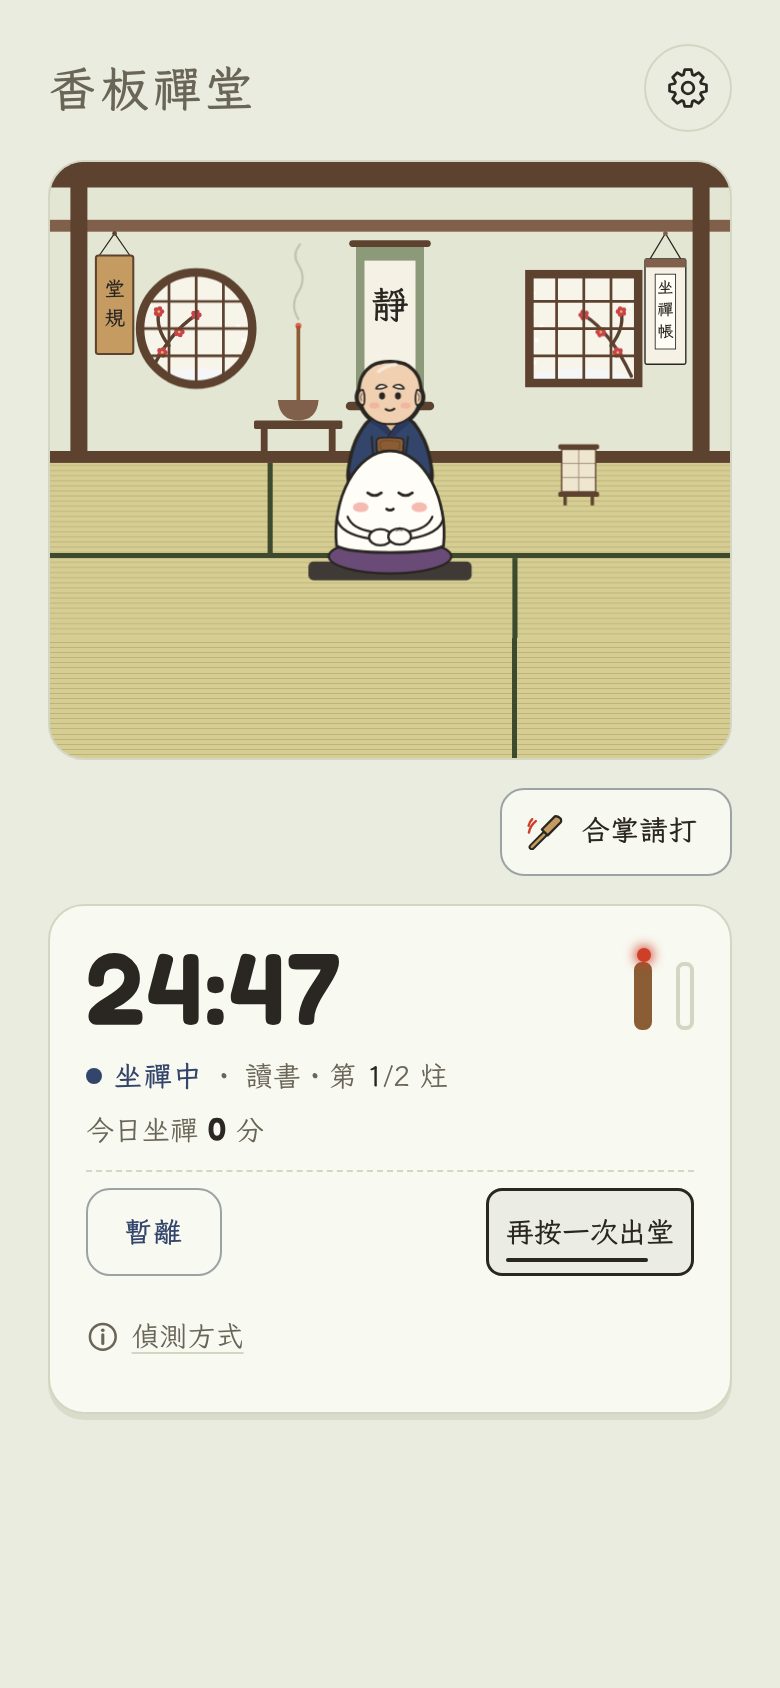 香板禪堂
堂規
靜
坐禪帳
合掌請打
24:47
坐禪中 · 讀書 · 第 1/2 炷
今日坐禪 0 分
暫離
再按一次出堂
偵測方式